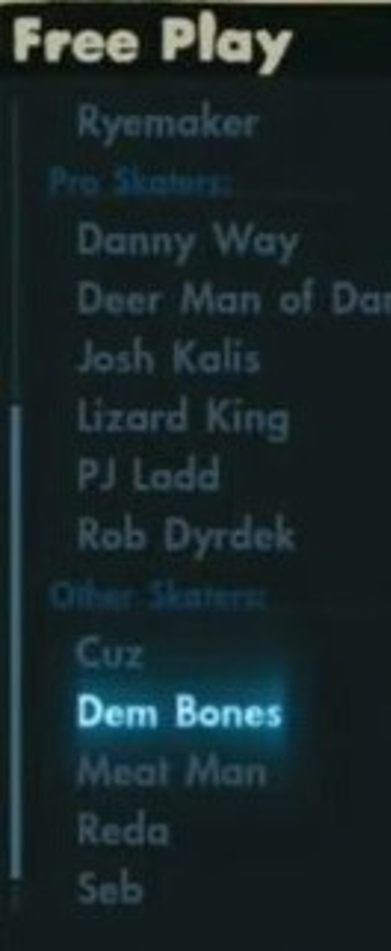 Free Play
Ryemaker
Pro Skaters:
Danny Way
Deer Man of Dar
Josh Kalis
Lizard King
PJ Ladd
Rob Dyrdek
Other Skaters:
Cuz
Dem Bones
Meat Man
Reda
Seb